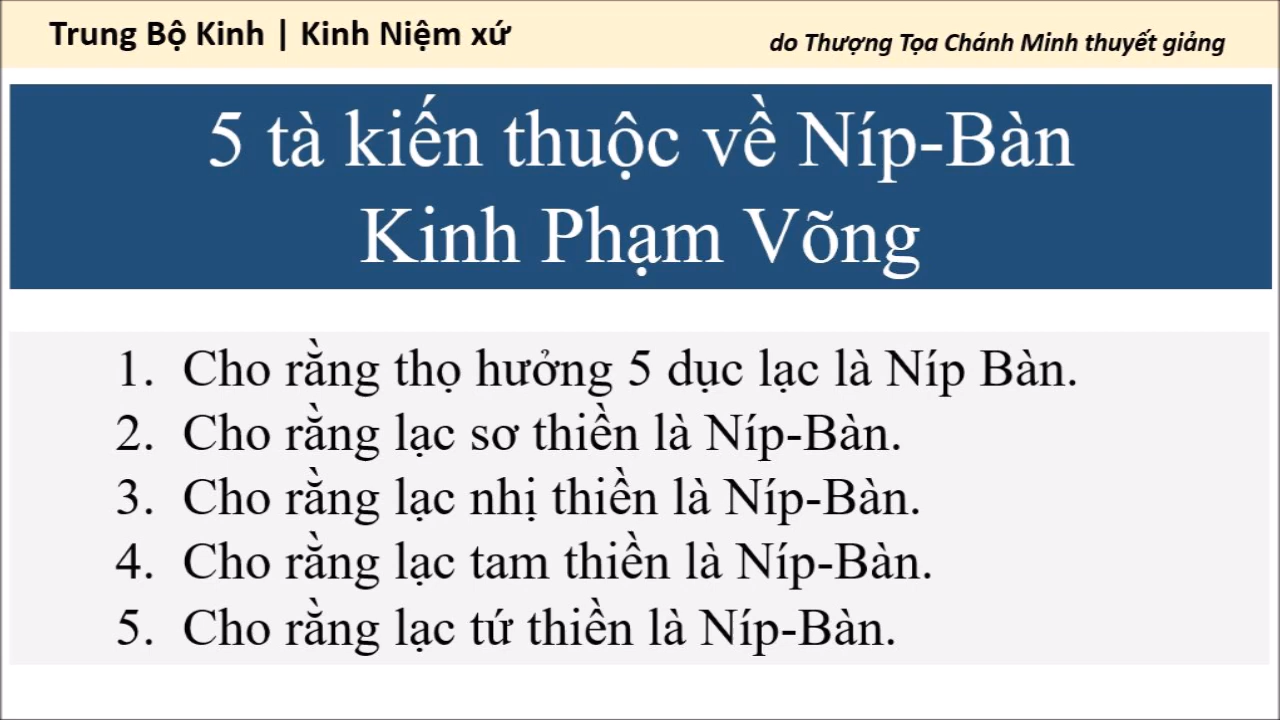 Trung Bộ Kinh | Kinh Niệm xứ
do Thượng Tọa Chánh Minh thuyết giảng
5 tà kiến thuộc về Níp-Bàn
Kinh Phạm Võng
1. Cho rằng thọ hưởng 5 dục lạc là Níp Bàn.
2. Cho rằng lạc sơ thiền là Níp-Bàn.
3. Cho rằng lạc nhị thiền là Níp-Bàn.
4. Cho rằng lạc tam thiền là Níp-Bàn.
5. Cho rằng lạc tứ thiền là Níp-Bàn.